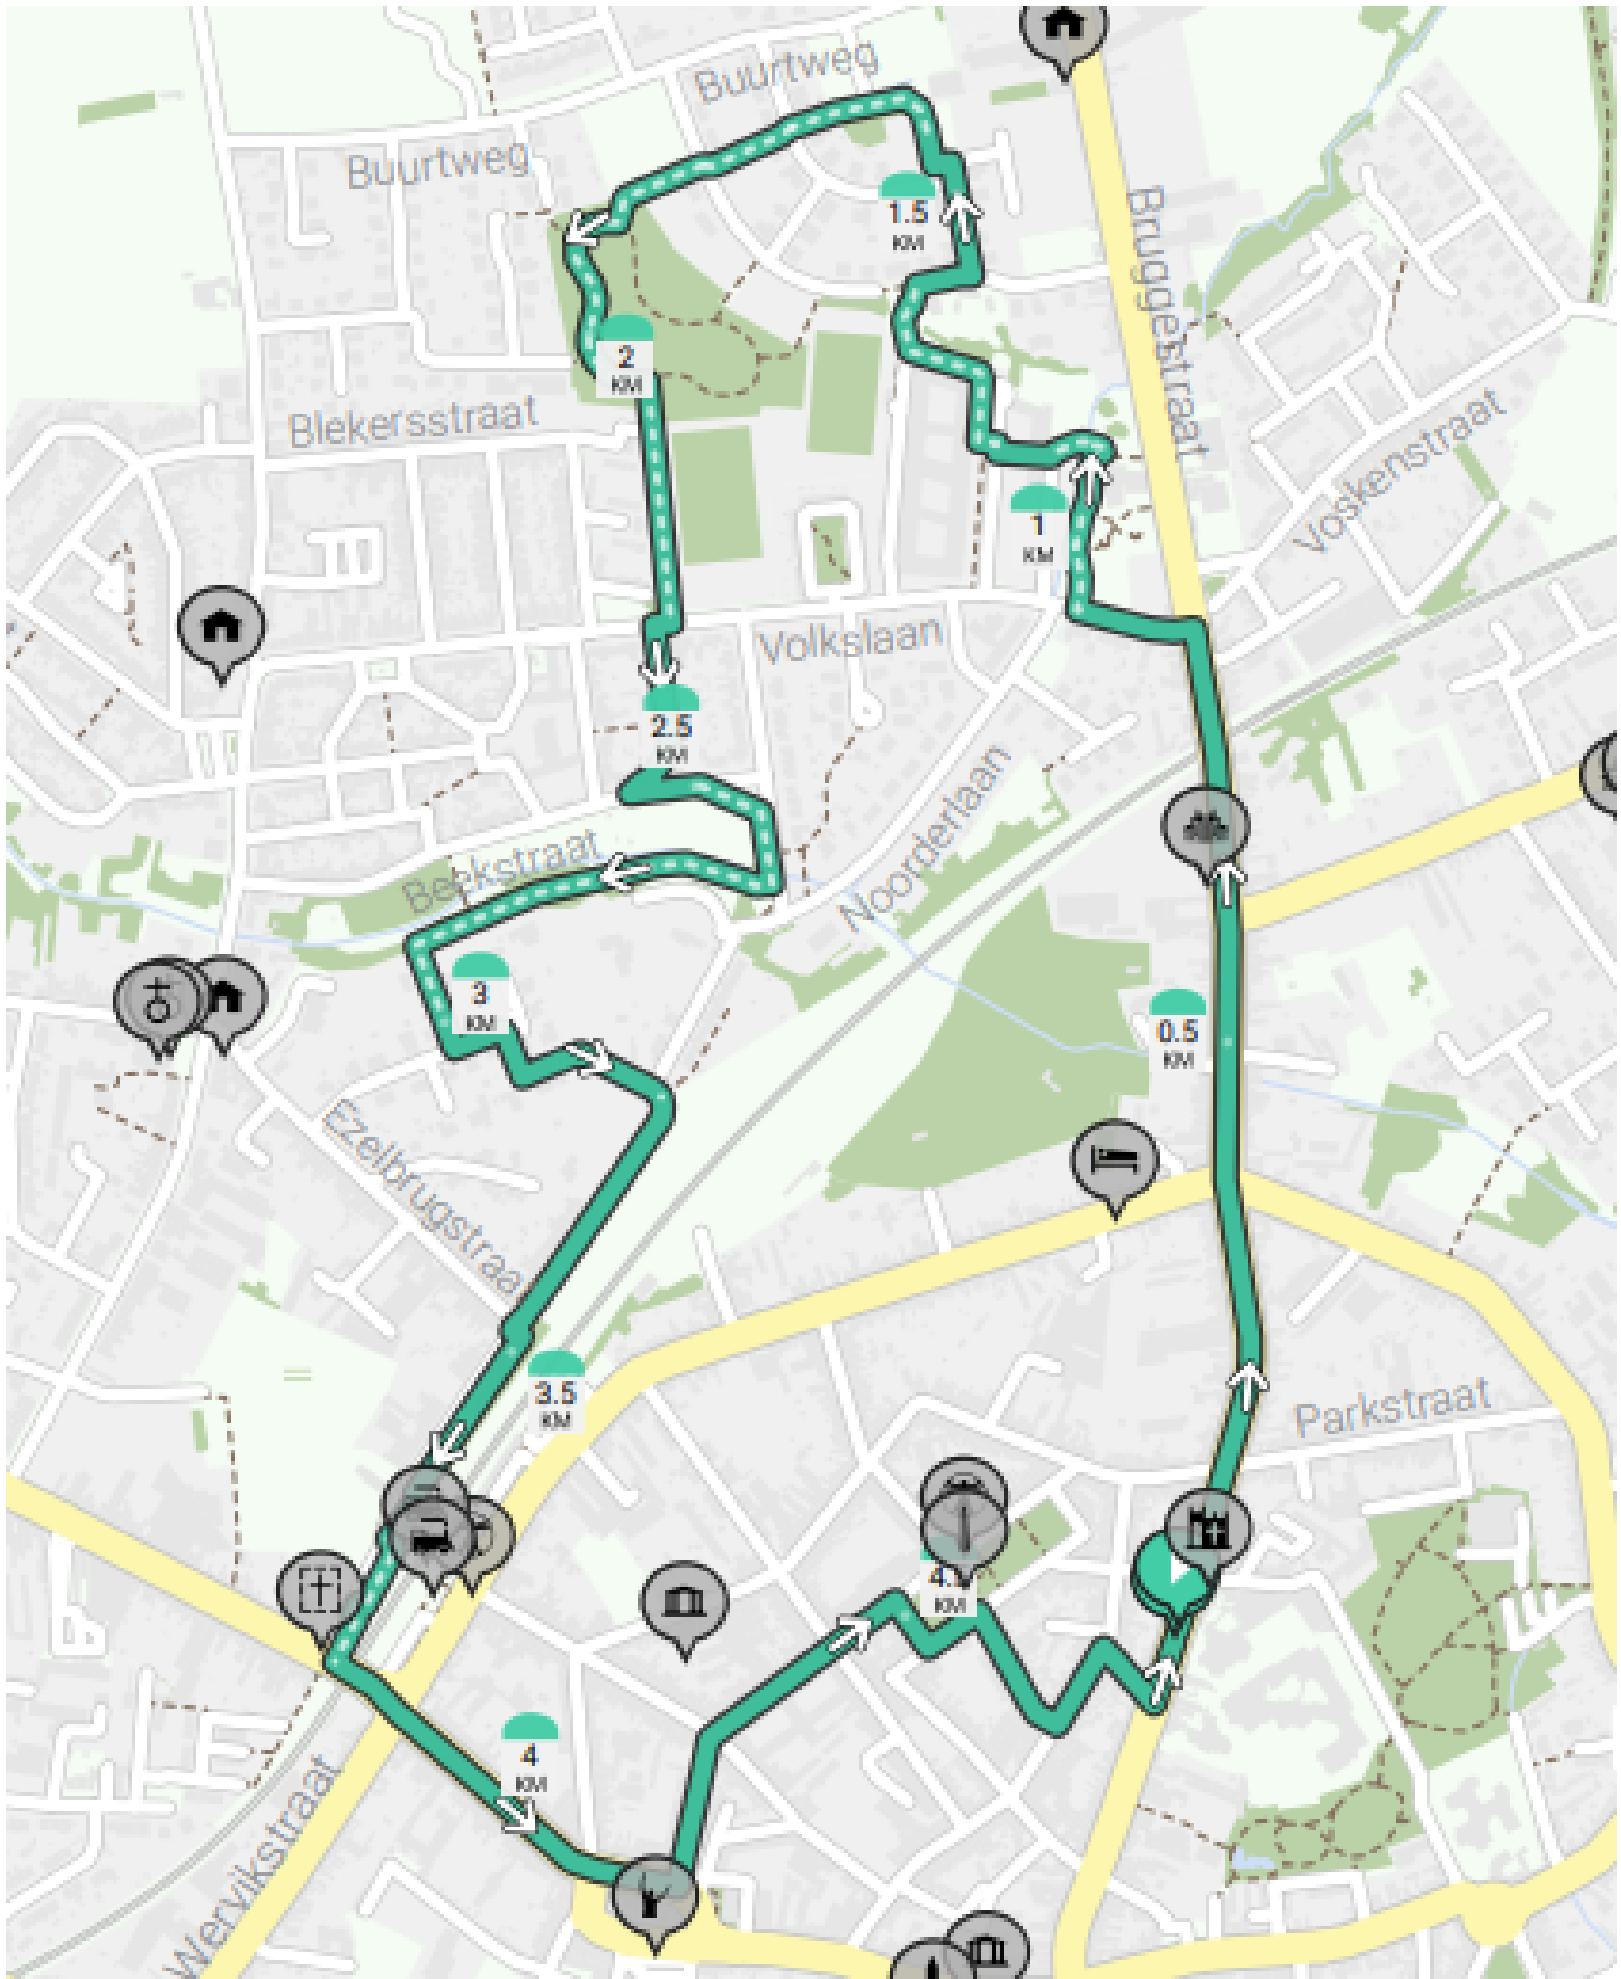 Buurtweg
Buurtweg
1.5
KM
Bruggestraat
2
KM
Blekersstraat
Voskenstraat
1
KM
Volkslaan
2.5
KM
Noorderlaan
Beekstraat
3
KM
0.5
KM
Ezelbrugstraat
3.5
KM
Parkstraat
KM
4
KM
Wervikstraat